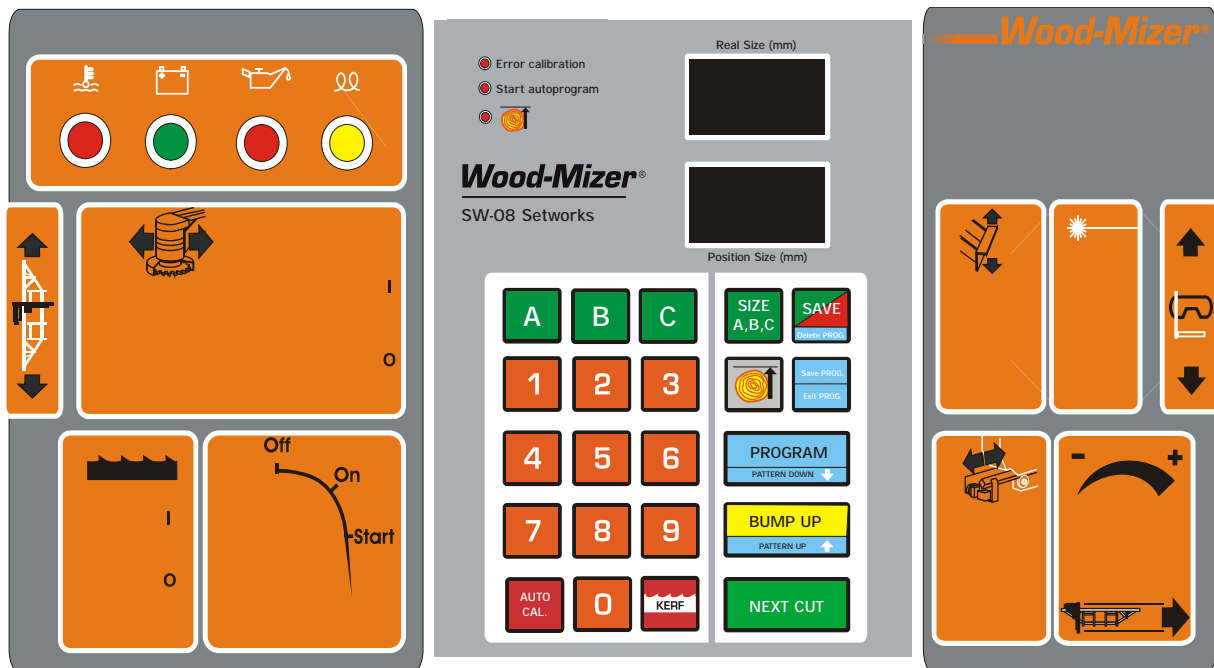 I
O
I
O
Off
On
Start
Real Size (mm)
Error calibration
Start autoprogram
Wood-Mizer®
SW-08 Setworks
Position Size (mm)
A
B
C
SIZE
A,B,C
SAVE
Delete PROG.
1
2
3
Save PROG.
Exit PROG.
4
5
6
PROGRAM
PATTERN DOWN
7
8
9
BUMP UP
PATTERN UP
AUTO
CAL.
0
KERF
NEXT CUT
Wood-Mizer®
- +